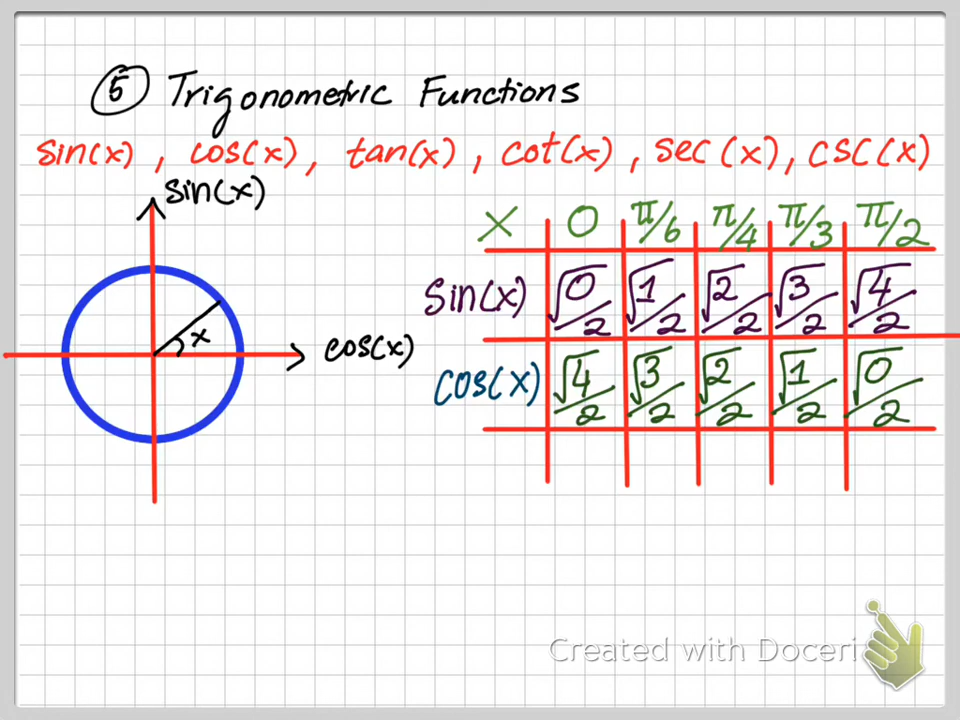 ⑤ Trigonometric Functions
sin(x), cos(x), tan(x), cot(x), sec(x), csc(x)
sin(x)
x
cos(x)
x 0 π/6 π/4 π/3 π/2
sin(x) √0/2 √1/2 √2/2 √3/2 √4/2
cos(x) √4/2 √3/2 √2/2 √1/2 √0/2
Created with Doceri